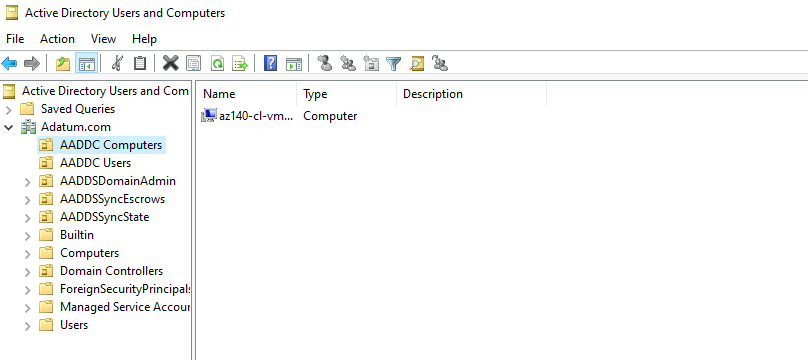 Active Directory Users and Computers
File Action View Help
Active Directory Users and Com
Saved Queries
Adatum.com
AADDC Computers
AADDC Users
AADDSDomainAdmin
AADDSSyncEscrows
AADDSSyncState
Builtin
Computers
Domain Controllers
ForeignSecurityPrincipals
Managed Service Accour
Users
Name Type Description
az140-cl-vm... Computer